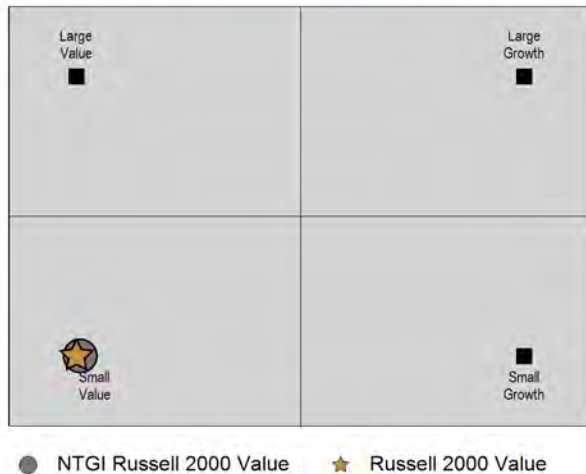 Large
Value
Large
Growth
Small
Value
Small
Growth
NTGI Russell 2000 Value
Russell 2000 Value